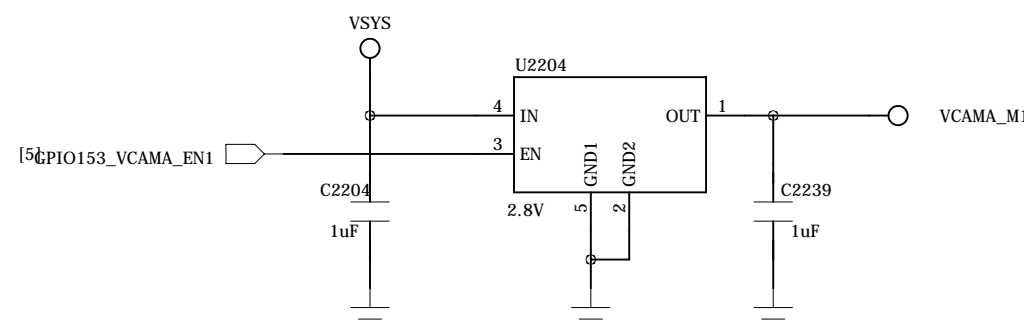 VSYS
U2204
4 IN OUT 1 VCAMA_M1
[5]GPIO153_VCAMA_EN1 3 EN
GND1 GND2
C2204 C2239
2.8V 5 2
1uF 1uF